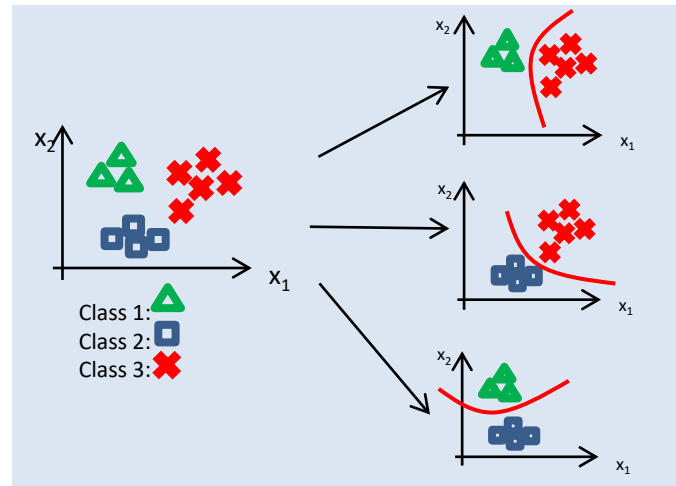 x₂
x₁
Class 1:
Class 2:
Class 3:
x₂
x₁
x₂
x₁
x₂
x₁